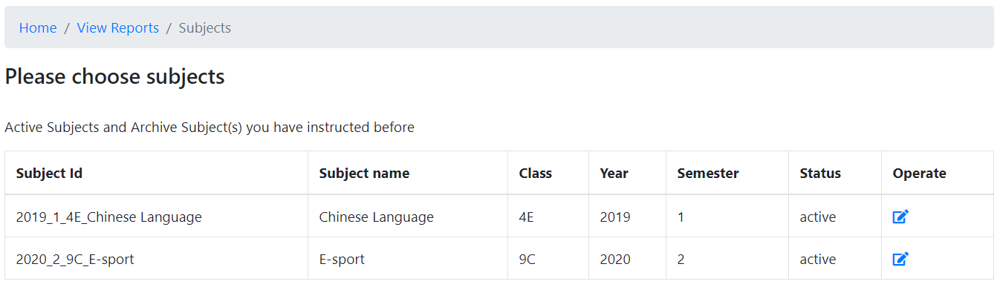 Home / View Reports / Subjects
Please choose subjects
Active Subjects and Archive Subject(s) you have instructed before
Subject Id Subject name Class Year Semester Status Operate
2019_1_4E_Chinese Language Chinese Language 4E 2019 1 active
2020_2_9C_E-sport E-sport 9C 2020 2 active